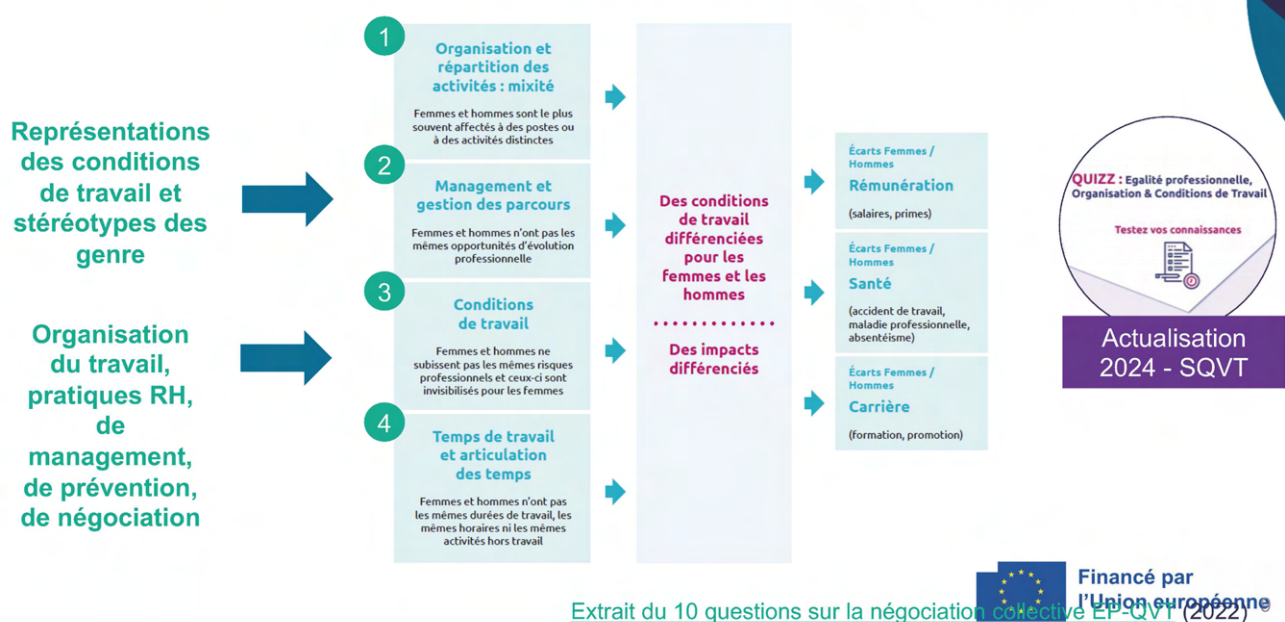 Représentations
des conditions
de travail et
stéréotypes des
genre
Organisation
du travail,
pratiques RH,
de
management,
de prévention,
de négociation
1
Organisation et
répartition des
activités : mixité
Femmes et hommes sont le plus
souvent affectés à des postes ou
à des activités distinctes
2
Management et
gestion des parcours
Femmes et hommes n'ont pas les
mêmes opportunités d'évolution
professionnelle
3
Conditions
de travail
Femmes et hommes ne
subissent pas les mêmes risques
professionnels et ceux-ci sont
invisibilisés pour les femmes
4
Temps de travail
et articulation
des temps
Femmes et hommes n'ont pas
les mêmes durées de travail, les
mêmes horaires ni les mêmes
activités hors travail
Des conditions
de travail
différenciées
pour les
femmes et les
hommes
Des impacts
différenciés
Écarts Femmes /
Hommes
Rémunération
(salaires, primes)
Écarts Femmes /
Hommes
Santé
(accident de travail,
maladie professionnelle,
absentéisme)
Écarts Femmes /
Hommes
Carrière
(formation, promotion)
QUIZZ : Egalité professionnelle,
Organisation & Conditions de Travail
Testez vos connaissances
Actualisation
2024 - SQVT
Financé par
l'Union européenne
Extrait du 10 questions sur la négociation collective EP-QVT (2022)
9